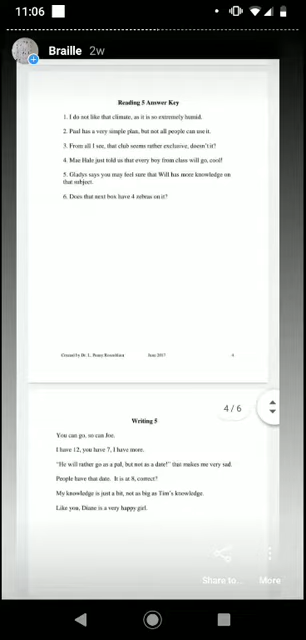 11:06
Braille 2w
Reading 5 Answer Key
1. I do not like that climate, as it is so extremely humid.
2. Paul has a very simple plan, but not all people can use it.
3. From all I see, that club seems rather exclusive, doesn't it?
4. Mae Hale just told us that every boy from class will go, cool!
5. Gladys says you may feel sure that Will has more knowledge on
that subject.
6. Does that next box have 4 zebras on it?
Created by Dr. L. Penny Rosenblum June 2017 A
4 / 6
Writing 5
You can go, so can Joe.
I have 12, you have 7, I have more.
"He will rather go as a pal, but not as a date!" that makes me very sad.
People have that date. It is at 8, correct?
My knowledge is just a bit, not as big as Tim's knowledge.
Like you, Diane is a very happy girl.
Share to... More